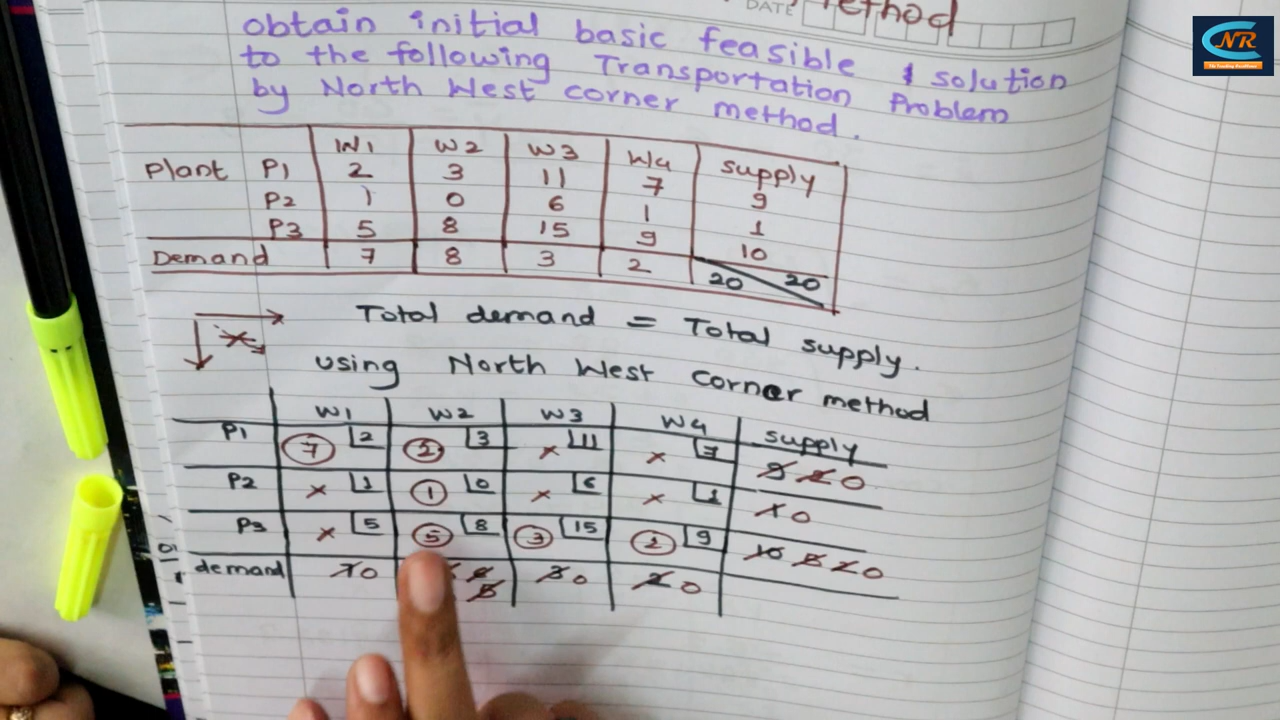 DATE
Method
NR
obtain initial basic feasible & solution
to the following Transportation Problem
by North West corner method.
W1 W2 W3 W4 supply
Plant P1 2 3 11 7 9
P2 1 0 6 1 1
P3 5 8 15 9 10
Demand 7 8 3 2 20 20
Total demand = Total supply.
using North West corner method
W1 W2 W3 W4 supply
P1 7 2 2 3 × 11 × 7 9 2 0
P2 × 1 1 0 × 6 × 1 1 0
P3 × 5 5 8 3 15 2 9 10 5 2 0
demand 7 0 5 3 0 2 0